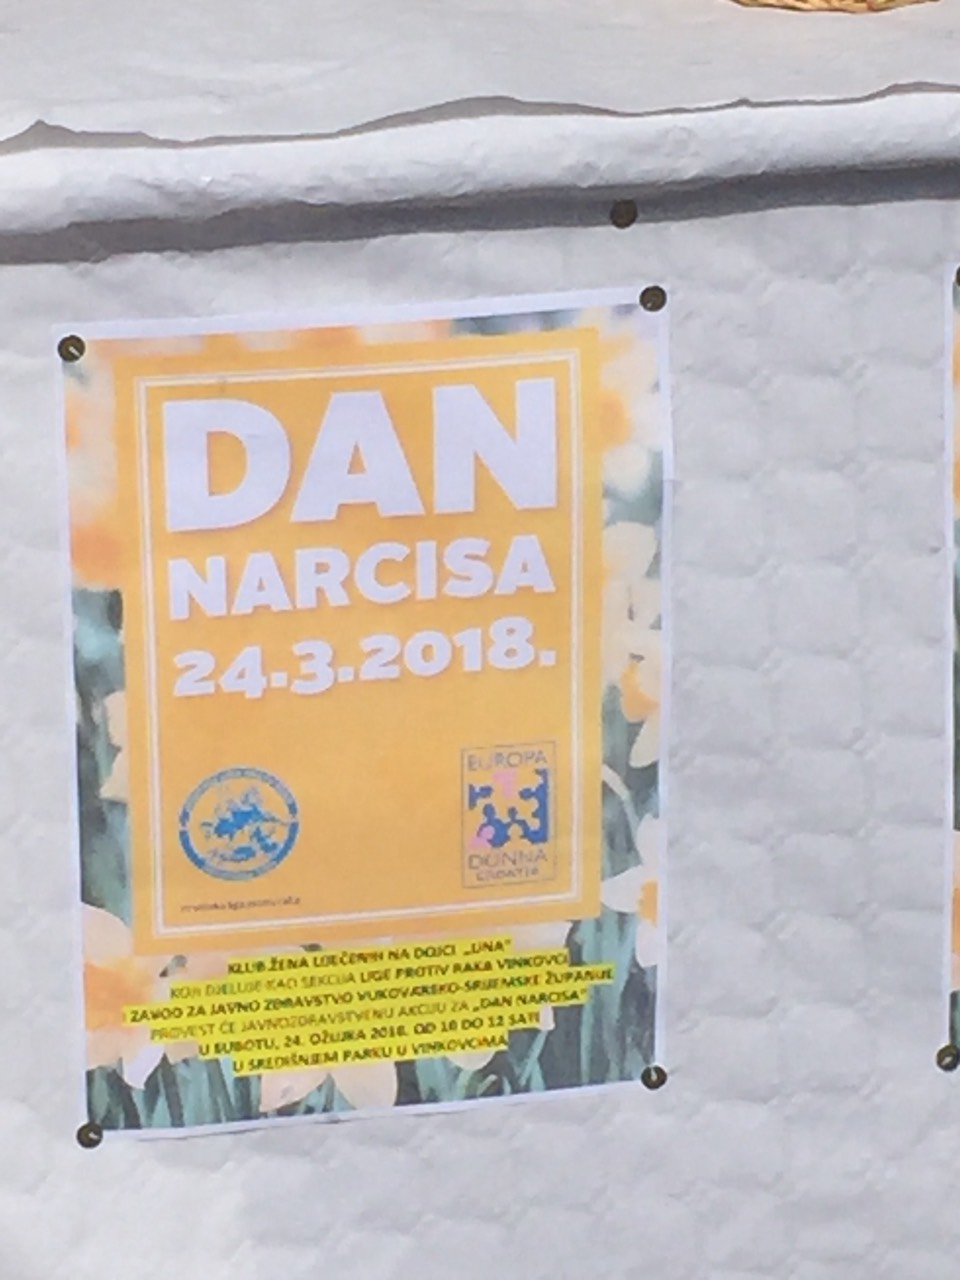 DAN
NARCISA
24.3.2018.
EUROPA
DONNA
CROATIA
KLUB ŽENA LIJEČENIH NA DOJCI „UNA"
KOJI DJELUJE KAO SEKCIJA LIGE PROTIV RAKA VINKOVCI
I ZAVOD ZA JAVNO ZDRAVSTVO VUKOVARSKO-SRIJEMSKE ŽUPANIJE
PROVEST ĆE JAVNOZDRAVSTVENU AKCIJU ZA „DAN NARCISA"
U SUBOTU, 24. OŽUJKA 2018. OD 10 DO 12 SATI
U SREDIŠNJEM PARKU U VINKOVCIMA